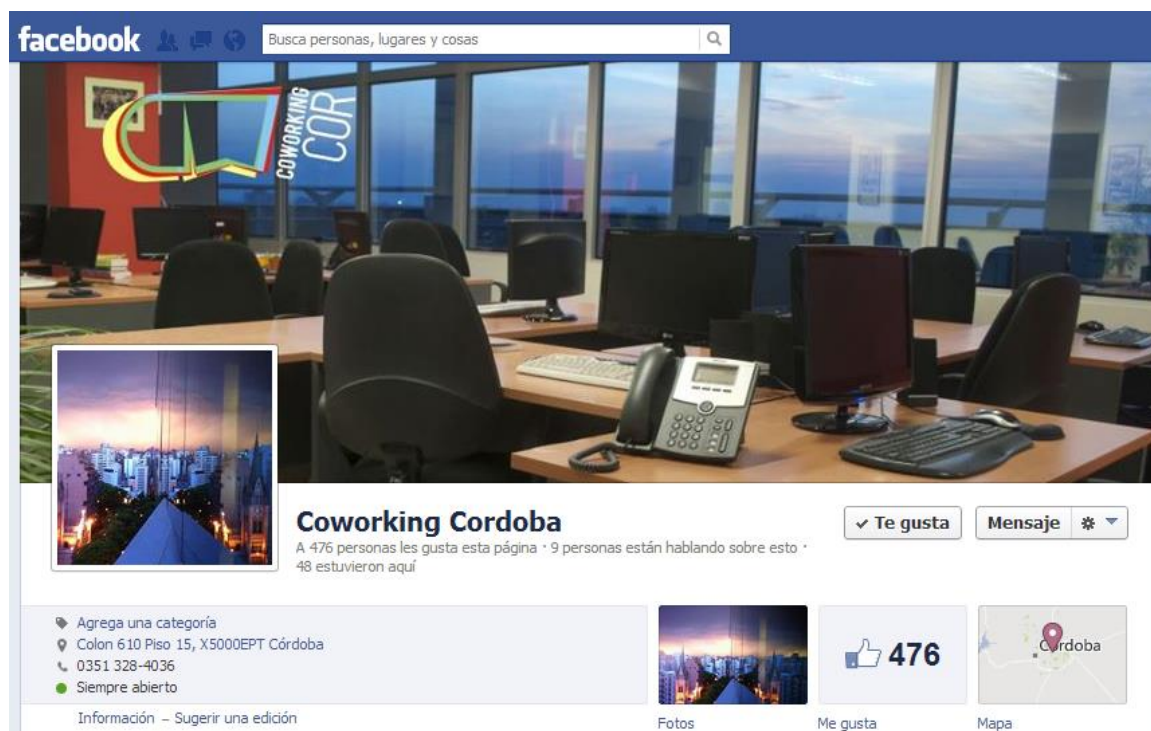 facebook
Busca personas, lugares y cosas
COWORKING
COR
Coworking Cordoba
Te gusta
Mensaje
A 476 personas les gusta esta página · 9 personas están hablando sobre esto ·
48 estuvieron aquí
Agrega una categoría
Colon 610 Piso 15, X5000EPT Córdoba
0351 328-4036
Siempre abierto
Información – Sugerir una edición
476
Córdoba
Fotos
Me gusta
Mapa